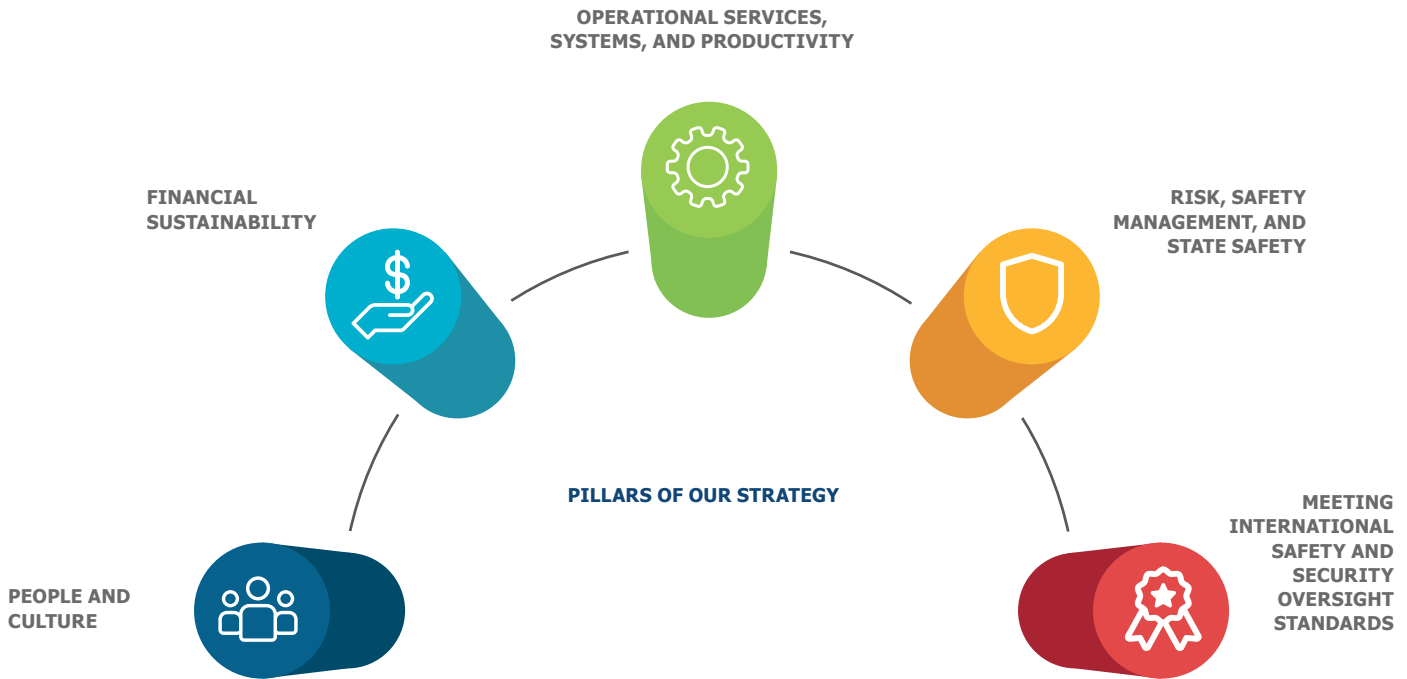 OPERATIONAL SERVICES,
SYSTEMS, AND PRODUCTIVITY
FINANCIAL
SUSTAINABILITY
RISK, SAFETY
MANAGEMENT, AND
STATE SAFETY
PILLARS OF OUR STRATEGY
PEOPLE AND
CULTURE
MEETING
INTERNATIONAL
SAFETY AND
SECURITY
OVERSIGHT
STANDARDS
$